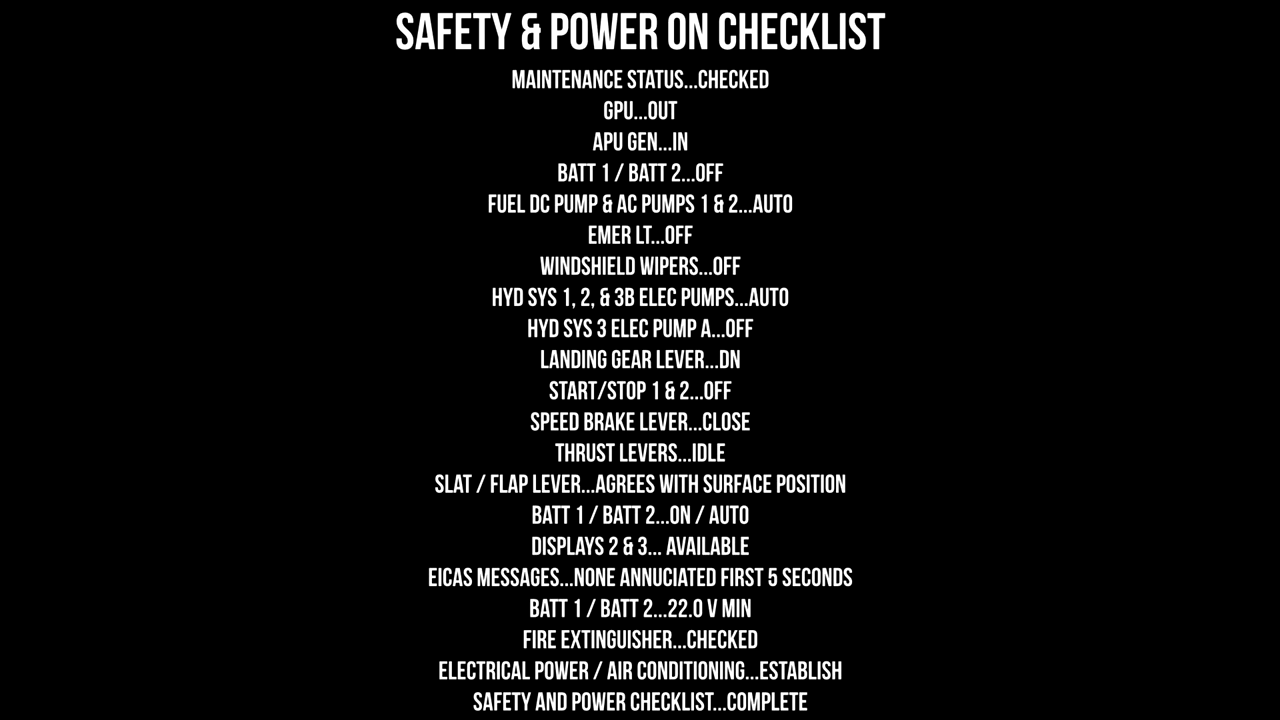 SAFETY & POWER ON CHECKLIST
MAINTENANCE STATUS...CHECKED
GPU...OUT
APU GEN...IN
BATT 1 / BATT 2...OFF
FUEL DC PUMP & AC PUMPS 1 & 2...AUTO
EMER LT...OFF
WINDSHIELD WIPERS...OFF
HYD SYS 1, 2, & 3B ELEC PUMPS...AUTO
HYD SYS 3 ELEC PUMP A...OFF
LANDING GEAR LEVER...DN
START/STOP 1 & 2...OFF
SPEED BRAKE LEVER...CLOSE
THRUST LEVERS...IDLE
SLAT / FLAP LEVER...AGREES WITH SURFACE POSITION
BATT 1 / BATT 2...ON / AUTO
DISPLAYS 2 & 3... AVAILABLE
EICAS MESSAGES...NONE ANNUCIATED FIRST 5 SECONDS
BATT 1 / BATT 2...22.0 V MIN
FIRE EXTINGUISHER...CHECKED
ELECTRICAL POWER / AIR CONDITIONING...ESTABLISH
SAFETY AND POWER CHECKLIST...COMPLETE